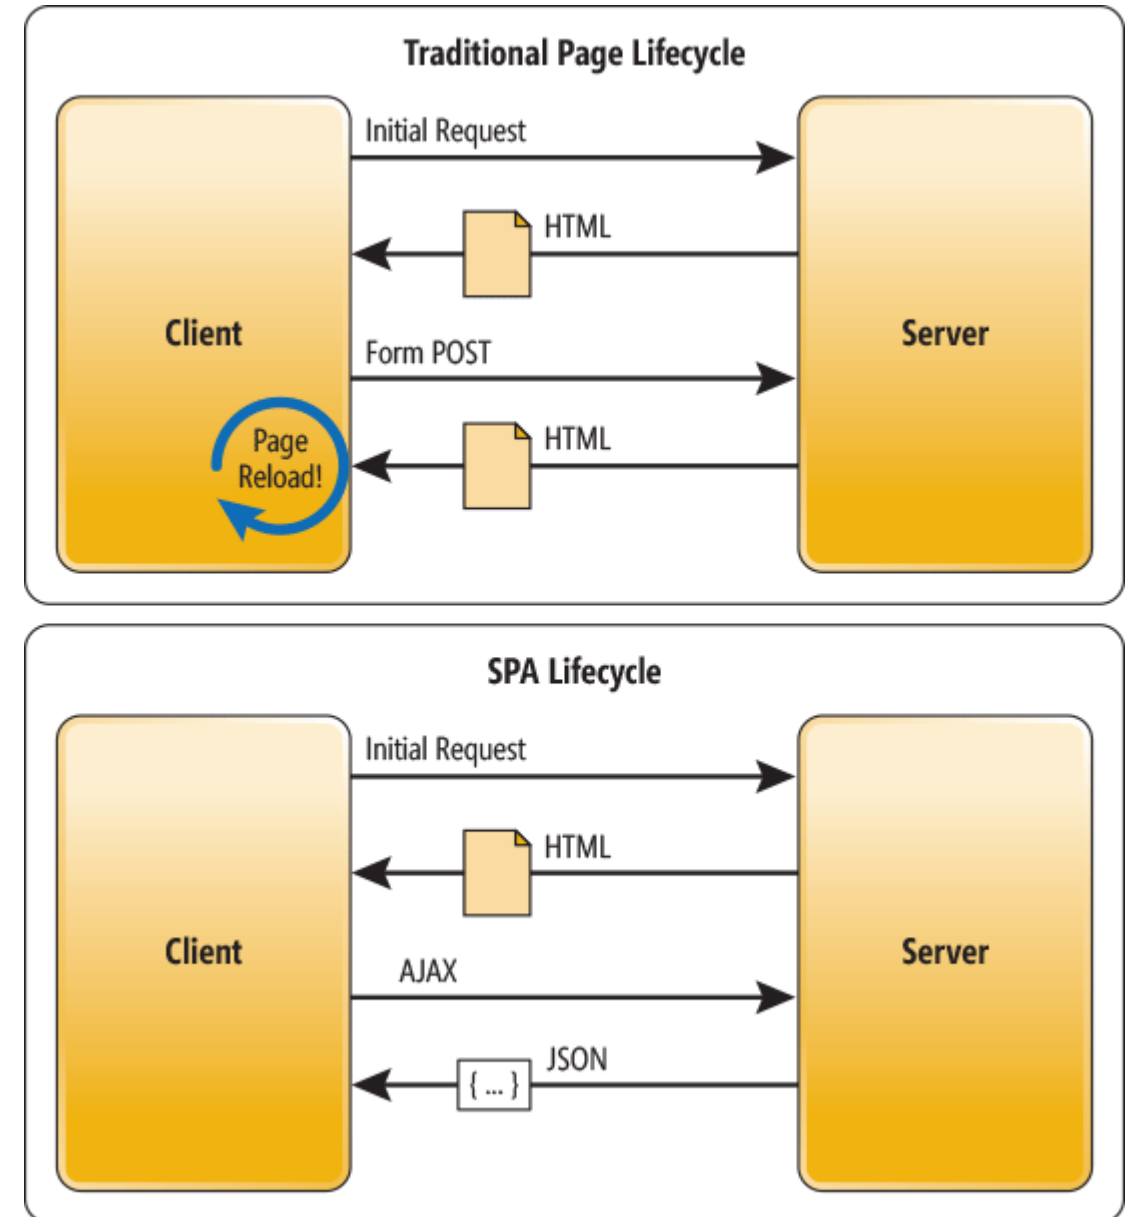 Traditional Page Lifecycle
Initial Request
HTML
Client
Server
Form POST
HTML
Page
Reload!
SPA Lifecycle
Initial Request
HTML
Client
Server
AJAX
JSON
{ ... }